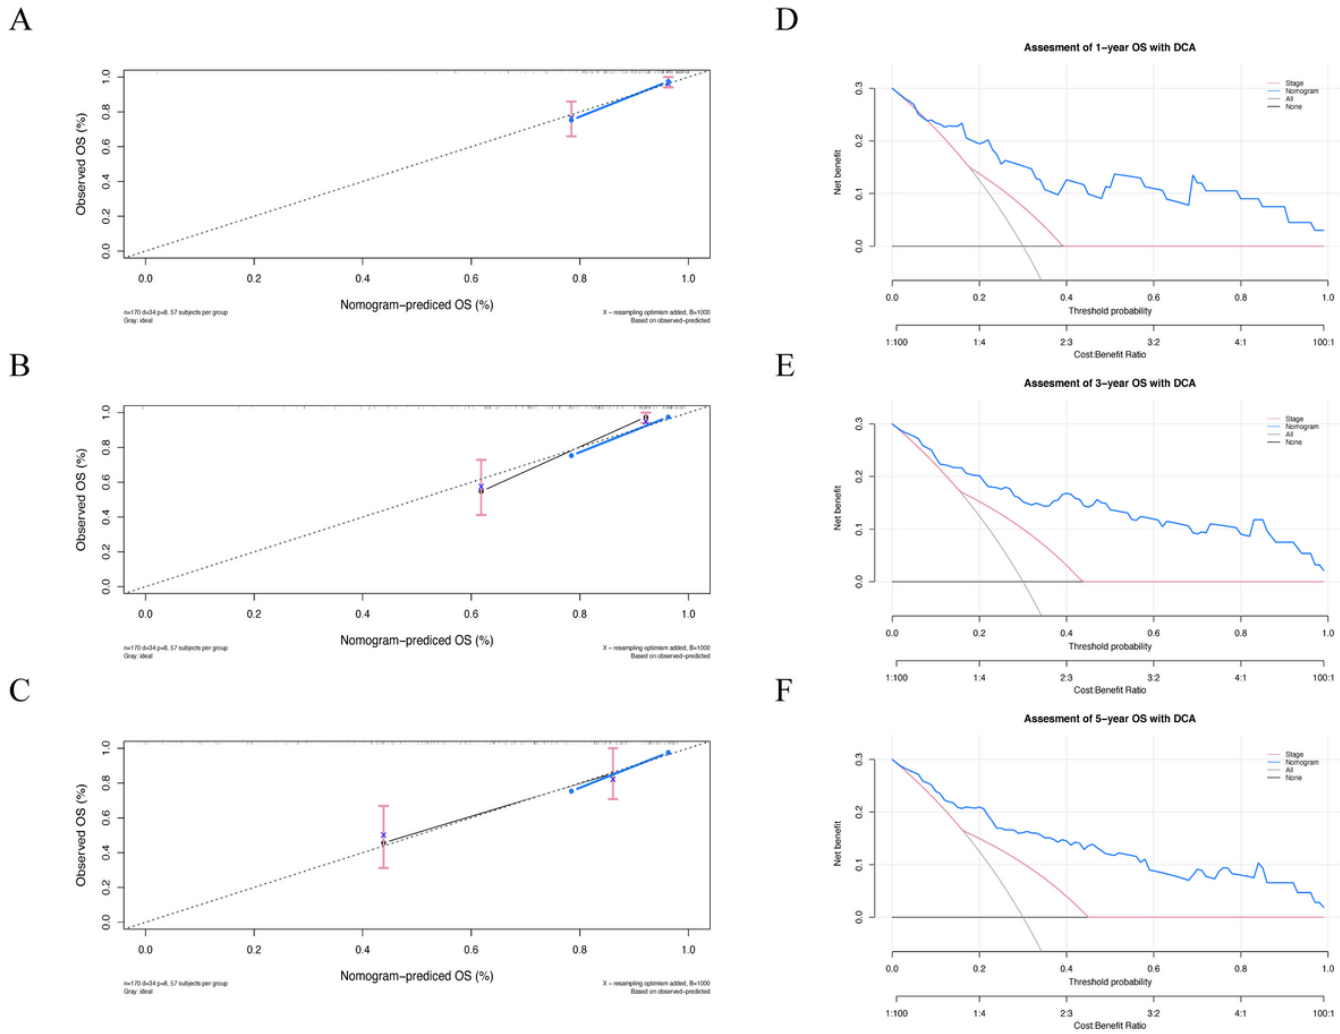 A
Observed OS (%)
1.0
0.8
0.6
0.4
0.2
0.0
0.0 0.2 0.4 0.6 0.8 1.0
Nomogram−prediced OS (%)
n=170 d=34 p=8, 57 subjects per group
Gray: ideal
X − resampling optimism added, B=1000
Based on observed−predicted
D
Assesment of 1−year OS with DCA
Stage
Nomogram
All
None
Net benefit
0.3
0.2
0.1
0.0
0.0 0.2 0.4 0.6 0.8 1.0
Threshold probability
1:100 1:4 2:3 3:2 4:1 100:1
Cost:Benefit Ratio
B
Observed OS (%)
1.0
0.8
0.6
0.4
0.2
0.0
0.0 0.2 0.4 0.6 0.8 1.0
Nomogram−prediced OS (%)
n=170 d=34 p=8, 57 subjects per group
Gray: ideal
X − resampling optimism added, B=1000
Based on observed−predicted
E
Assesment of 3−year OS with DCA
Stage
Nomogram
All
None
Net benefit
0.3
0.2
0.1
0.0
0.0 0.2 0.4 0.6 0.8 1.0
Threshold probability
1:100 1:4 2:3 3:2 4:1 100:1
Cost:Benefit Ratio
C
Observed OS (%)
1.0
0.8
0.6
0.4
0.2
0.0
0.0 0.2 0.4 0.6 0.8 1.0
Nomogram−prediced OS (%)
n=170 d=34 p=8, 57 subjects per group
Gray: ideal
X − resampling optimism added, B=1000
Based on observed−predicted
F
Assesment of 5−year OS with DCA
Stage
Nomogram
All
None
Net benefit
0.3
0.2
0.1
0.0
0.0 0.2 0.4 0.6 0.8 1.0
Threshold probability
1:100 1:4 2:3 3:2 4:1 100:1
Cost:Benefit Ratio